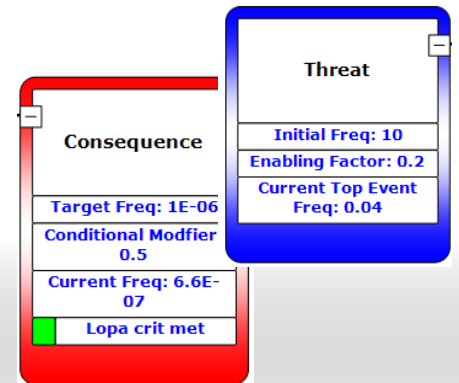 Threat
Initial Freq: 10
Enabling Factor: 0.2
Current Top Event
Freq: 0.04
Consequence
Target Freq: 1E-06
Conditional Modfier
0.5
Current Freq: 6.6E-
07
Lopa crit met